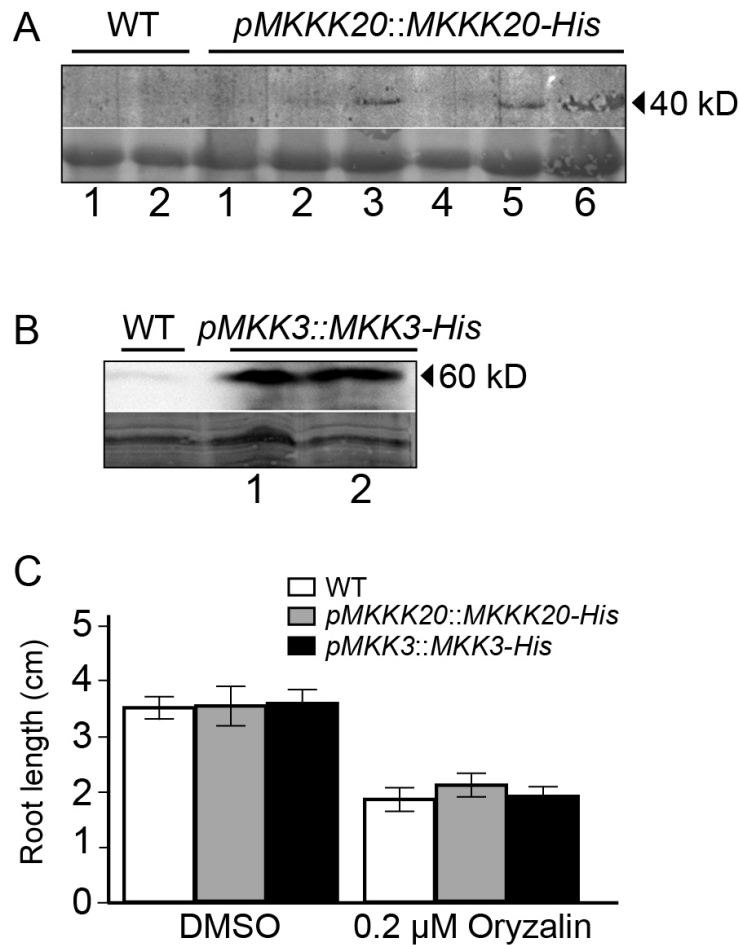 A
WT pMKKK20::MKKK20-His
40 kD
1 2 1 2 3 4 5 6
B
WT pMKK3::MKK3-His
60 kD
1 2
C
WT
pMKKK20::MKKK20-His
pMKK3::MKK3-His
Root length (cm)
5
4
3
2
1
0
DMSO 0.2 µM Oryzalin